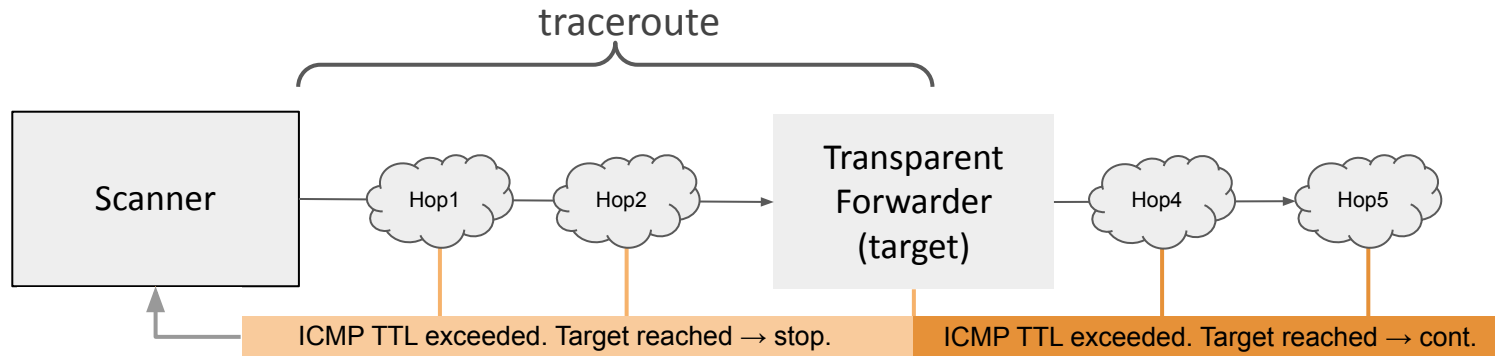 traceroute
Scanner
Hop1
Hop2
Transparent
Forwarder
(target)
Hop4
Hop5
ICMP TTL exceeded. Target reached → stop.
ICMP TTL exceeded. Target reached → cont.